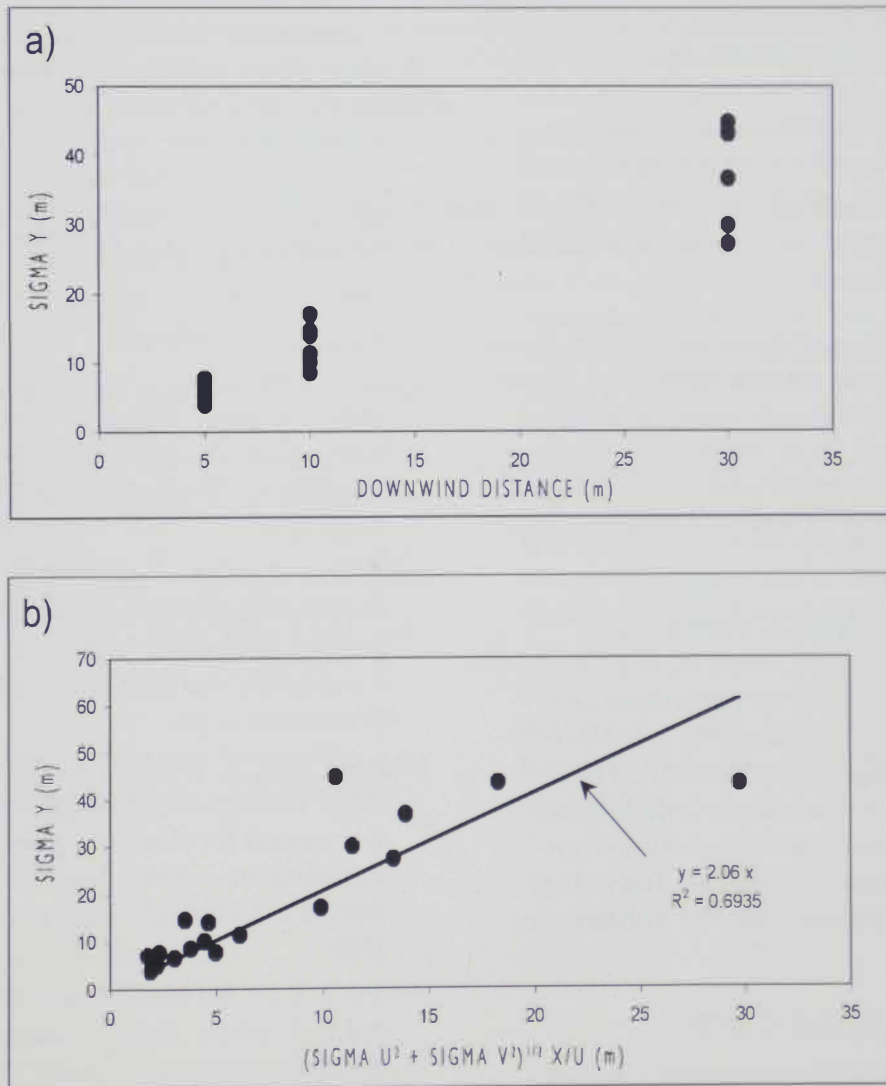 a)
50
40
30
20
10
0
SIGMA Y (m)
0 5 10 15 20 25 30 35
DOWNWIND DISTANCE (m)
b)
70
60
50
40
30
20
10
0
SIGMA Y (m)
y = 2.06 x
R² = 0.6935
0 5 10 15 20 25 30 35
(SIGMA U² + SIGMA V²)¹/² X/U (m)